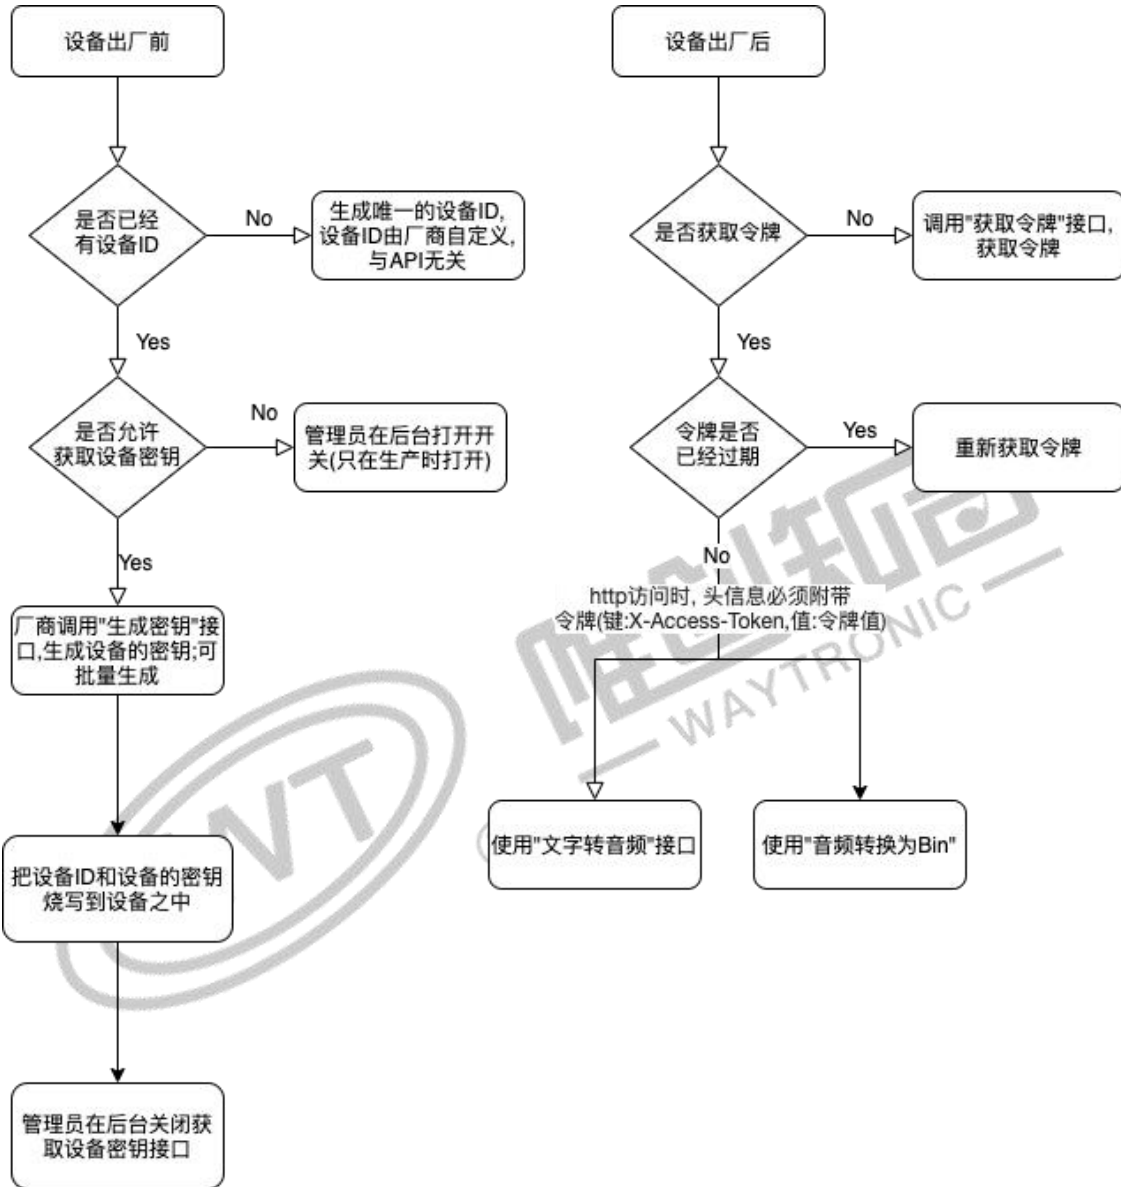 设备出厂前
是否已经
有设备ID
No
生成唯一的设备ID,
设备ID由厂商自定义,
与API无关
Yes
是否允许
获取设备密钥
No
管理员在后台打开开
关(只在生产时打开)
Yes
厂商调用"生成密钥"接
口,生成设备的密钥;可
批量生成
把设备ID和设备的密钥
烧写到设备之中
管理员在后台关闭获
取设备密钥接口
设备出厂后
是否获取令牌
No
调用"获取令牌"接口,
获取令牌
Yes
令牌是否
已经过期
Yes
重新获取令牌
No
http访问时, 头信息必须附带
令牌(键:X-Access-Token,值:令牌值)
使用"文字转音频"接口
使用"音频转换为Bin"
唯创知音
WAYTRONIC
WT